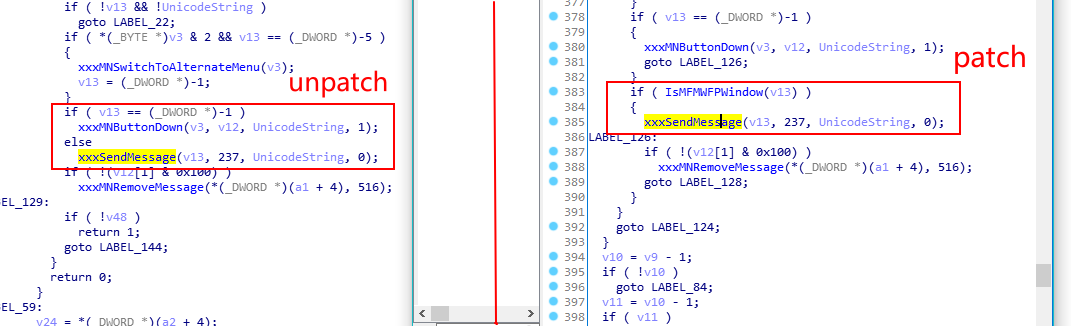 if ( !v13 && !UnicodeString )
goto LABEL_22;
if ( *(_BYTE *)v3 & 2 && v13 == (_DWORD *)-5 )
{
xxxMNSwitchToAlternateMenu(v3);
v13 = (_DWORD *)-1;
}
unpatch
if ( v13 == (_DWORD *)-1 )
xxxMNButtonDown(v3, v12, UnicodeString, 1);
else
xxxSendMessage(v13, 237, UnicodeString, 0);
if ( !(v12[1] & 0x100) )
xxxMNRemoveMessage(*(_DWORD *)(a1 + 4), 516);
EL_129:
if ( !v48 )
return 1;
goto LABEL_144;
}
return 0;
}
EL_59:
v24 = *(_DWORD *)(a2 + 4);
377 }
378 if ( v13 == (_DWORD *)-1 )
379 {
380 xxxMNButtonDown(v3, v12, UnicodeString, 1);
381 goto LABEL_126;
382 }
patch
383 if ( IsMFMWFPWindow(v13) )
384 {
385 xxxSendMessage(v13, 237, UnicodeString, 0);
386 LABEL_126:
387 if ( !(v12[1] & 0x100) )
388 xxxMNRemoveMessage(*(_DWORD *)(a1 + 4), 516);
389 goto LABEL_128;
390 }
391 }
392 goto LABEL_124;
393 }
394 v10 = v9 - 1;
395 if ( !v10 )
396 goto LABEL_84;
397 v11 = v10 - 1;
398 if ( v11 )